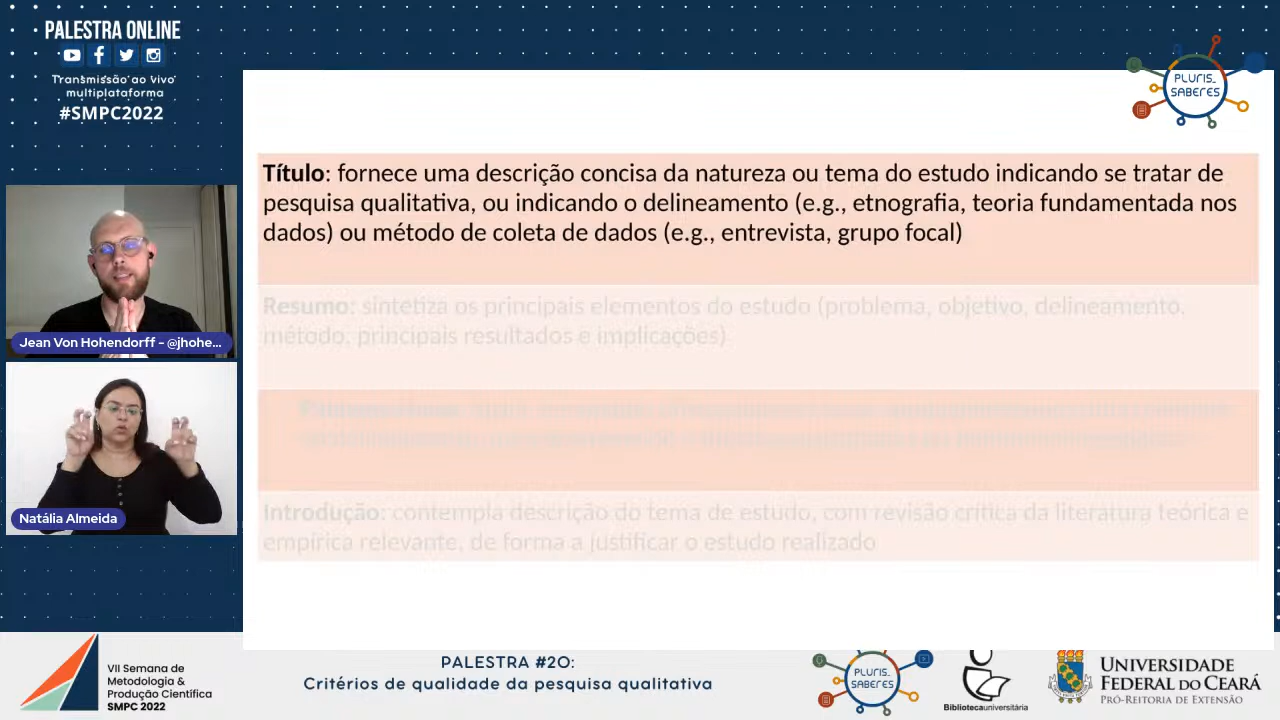 PALESTRA ONLINE
Transmissão ao vivo
multiplataforma
#SMPC2022
PLURIS_
SABERES
Título: fornece uma descrição concisa da natureza ou tema do estudo indicando se tratar de
pesquisa qualitativa, ou indicando o delineamento (e.g., etnografia, teoria fundamentada nos
dados) ou método de coleta de dados (e.g., entrevista, grupo focal)
Resumo: sintetiza os principais elementos do estudo (problema, objetivo, delineamento,
método, principais resultados e implicações)
Introdução: contempla descrição do tema de estudo, com revisão crítica da literatura teórica e
empírica relevante, de forma a justificar o estudo realizado
Jean Von Hohendorff - @jhohe...
Natália Almeida
VII Semana de
Metodologia &
Produção Científica
SMPC 2022
PALESTRA #20:
Critérios de qualidade da pesquisa qualitativa
PLURIS_
SABERES
Bibliotecauniversitária
UNIVERSIDADE
FEDERAL DO CEARÁ
PRÓ-REITORIA DE EXTENSÃO